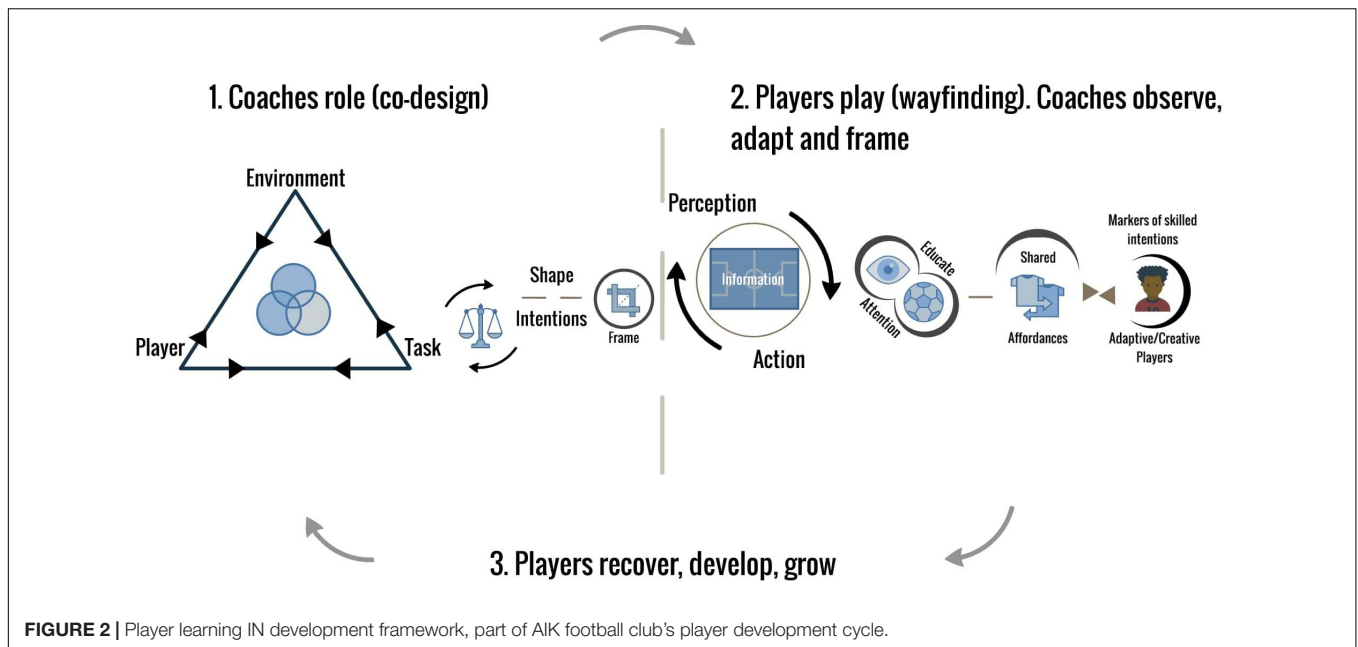 1. Coaches role (co-design)
2. Players play (wayfinding). Coaches observe,
adapt and frame
Environment
Player
Task
Shape
Intentions
Frame
Perception
Information
Action
Educate
Attention
Shared
Affordances
Markers of skilled
intentions
Adaptive/Creative
Players
3. Players recover, develop, grow
FIGURE 2 | Player learning IN development framework, part of AIK football club's player development cycle.